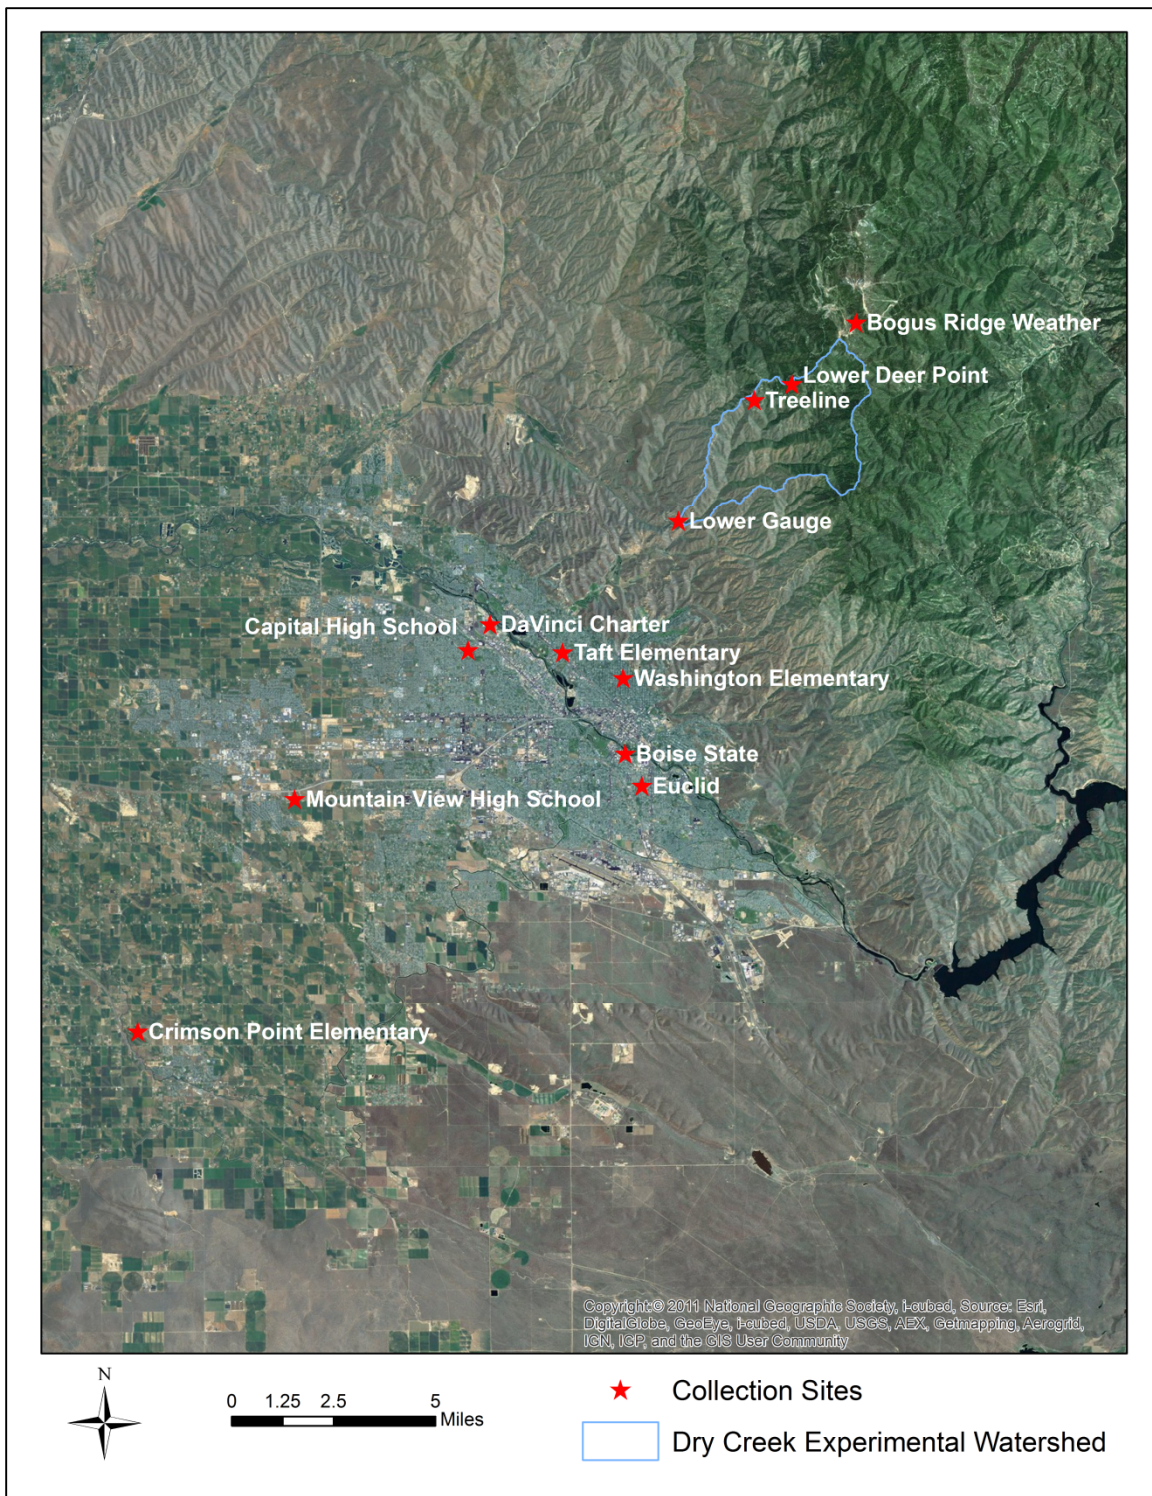 Bogus Ridge Weather
Lower Deer Point
Treeline
Lower Gauge
Capital High School
DaVinci Charter
Taft Elementary
Washington Elementary
Boise State
Euclid
Mountain View High School
Crimson Point Elementary
Copyright:© 2011 National Geographic Society, i-cubed, Source: Esri,
DigitalGlobe, GeoEye, i-cubed, USDA, USGS, AEX, Getmapping, Aerogrid,
IGN, IGP, and the GIS User Community
N
0 1.25 2.5 5
Miles
Collection Sites
Dry Creek Experimental Watershed